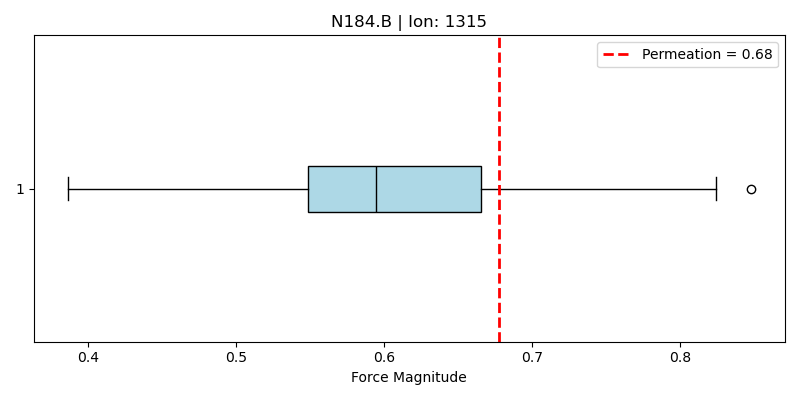 N184.B | Ion: 1315
Permeation = 0.68
1
0.4 0.5 0.6 0.7 0.8
Force Magnitude